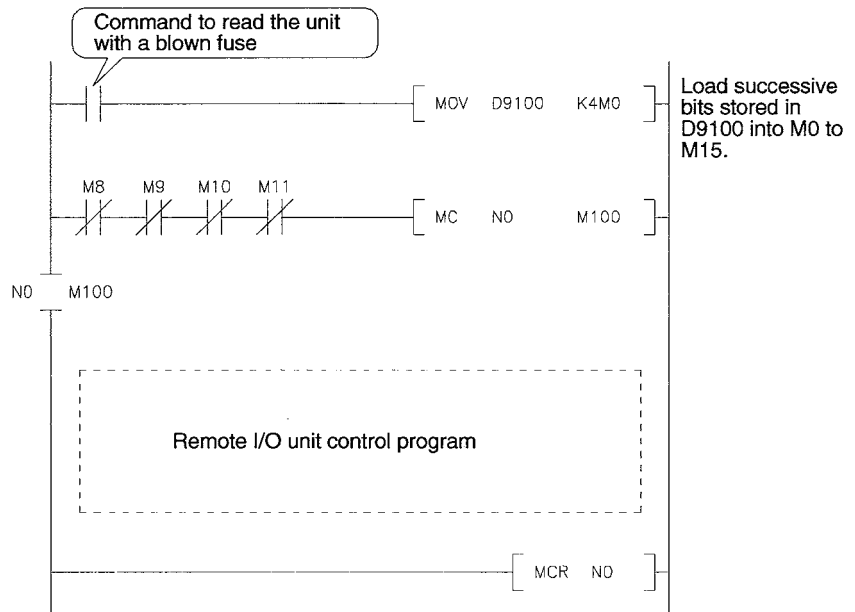 Command to read the unit
with a blown fuse
MOV D9100 K4M0
Load successive
bits stored in
D9100 into M0 to
M15.
M8 M9 M10 M11
MC N0 M100
N0 M100
Remote I/O unit control program
MCR N0